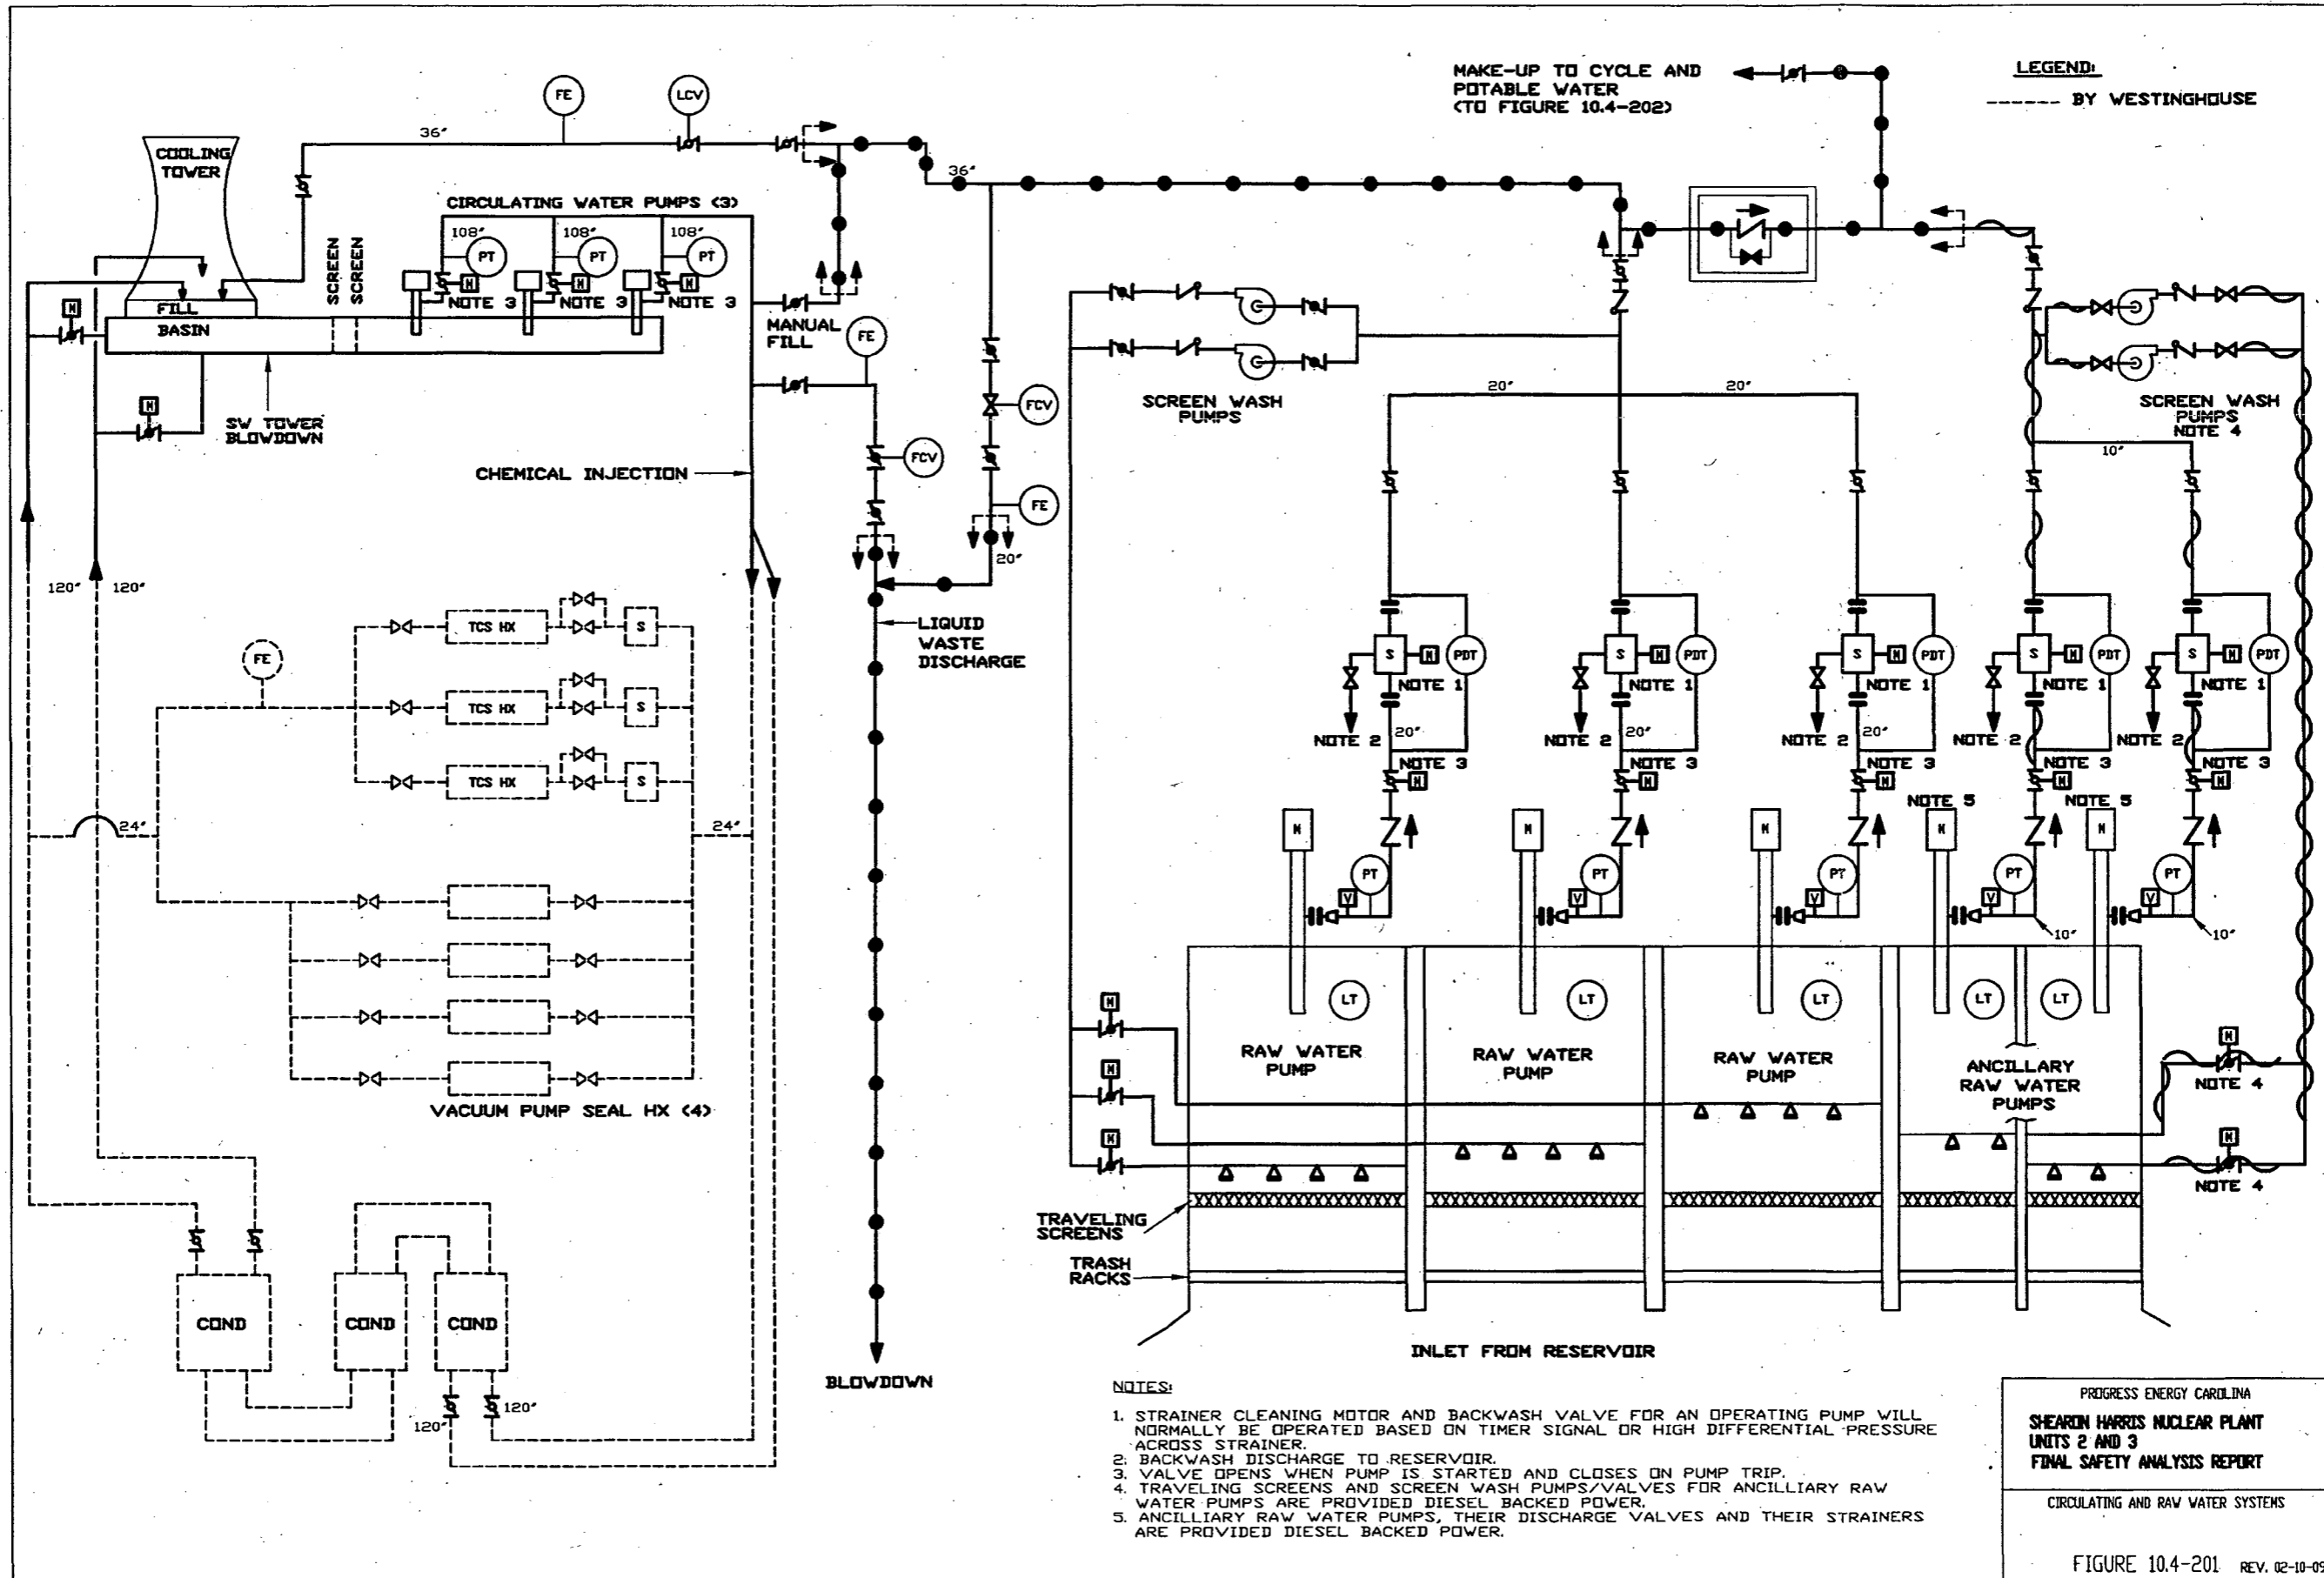 MAKE-UP TO CYCLE AND
POTABLE WATER
(TO FIGURE 10.4-202)
LEGEND:
BY WESTINGHOUSE
FE
LCV
36"
COOLING
TOWER
36"
CIRCULATING WATER PUMPS (3)
108"
108"
108"
PT
PT
PT
SCREEN
SCREEN
M
M
M
NOTE 3
NOTE 3
NOTE 3
FILL
BASIN
M
MANUAL
FILL
FE
SW TOWER
BLOWDOWN
M
SCREEN WASH
PUMPS
20"
20"
SCREEN WASH
PUMPS
NOTE 4
10"
FCV
FCV
CHEMICAL INJECTION
FE
20"
120"
120"
TCS HX
S
LIQUID
WASTE
DISCHARGE
FE
TCS HX
S
TCS HX
S
24"
24"
S
M
PDT
S
M
PDT
S
M
PDT
S
M
PDT
S
M
PDT
NOTE 1
NOTE 1
NOTE 1
NOTE 1
NOTE 1
NOTE 2
20"
NOTE 2
20"
NOTE 2
20"
NOTE 2
NOTE 2
NOTE 3
NOTE 3
NOTE 3
NOTE 3
NOTE 3
M
M
M
M
M
NOTE 5
NOTE 5
M
M
M
M
M
PT
PT
PT
PT
PT
V
V
V
V
V
10"
10"
LT
LT
LT
LT
LT
M
RAW WATER
PUMP
RAW WATER
PUMP
RAW WATER
PUMP
ANCILLARY
RAW WATER
PUMPS
M
NOTE 4
M
M
M
NOTE 4
VACUUM PUMP SEAL HX (4)
TRAVELING
SCREENS
TRASH
RACKS
COND
COND
COND
INLET FROM RESERVOIR
BLOWDOWN
120"
120"
NOTES:
1. STRAINER CLEANING MOTOR AND BACKWASH VALVE FOR AN OPERATING PUMP WILL
NORMALLY BE OPERATED BASED ON TIMER SIGNAL OR HIGH DIFFERENTIAL PRESSURE
ACROSS STRAINER.
2. BACKWASH DISCHARGE TO RESERVOIR.
3. VALVE OPENS WHEN PUMP IS STARTED AND CLOSES ON PUMP TRIP.
4. TRAVELING SCREENS AND SCREEN WASH PUMPS/VALVES FOR ANCILLIARY RAW
WATER PUMPS ARE PROVIDED DIESEL BACKED POWER.
5. ANCILLIARY RAW WATER PUMPS, THEIR DISCHARGE VALVES AND THEIR STRAINERS
ARE PROVIDED DIESEL BACKED POWER.
PROGRESS ENERGY CAROLINA
SHEARON HARRIS NUCLEAR PLANT
UNITS 2 AND 3
FINAL SAFETY ANALYSIS REPORT
CIRCULATING AND RAW WATER SYSTEMS
FIGURE 10.4-201 REV. 02-10-09